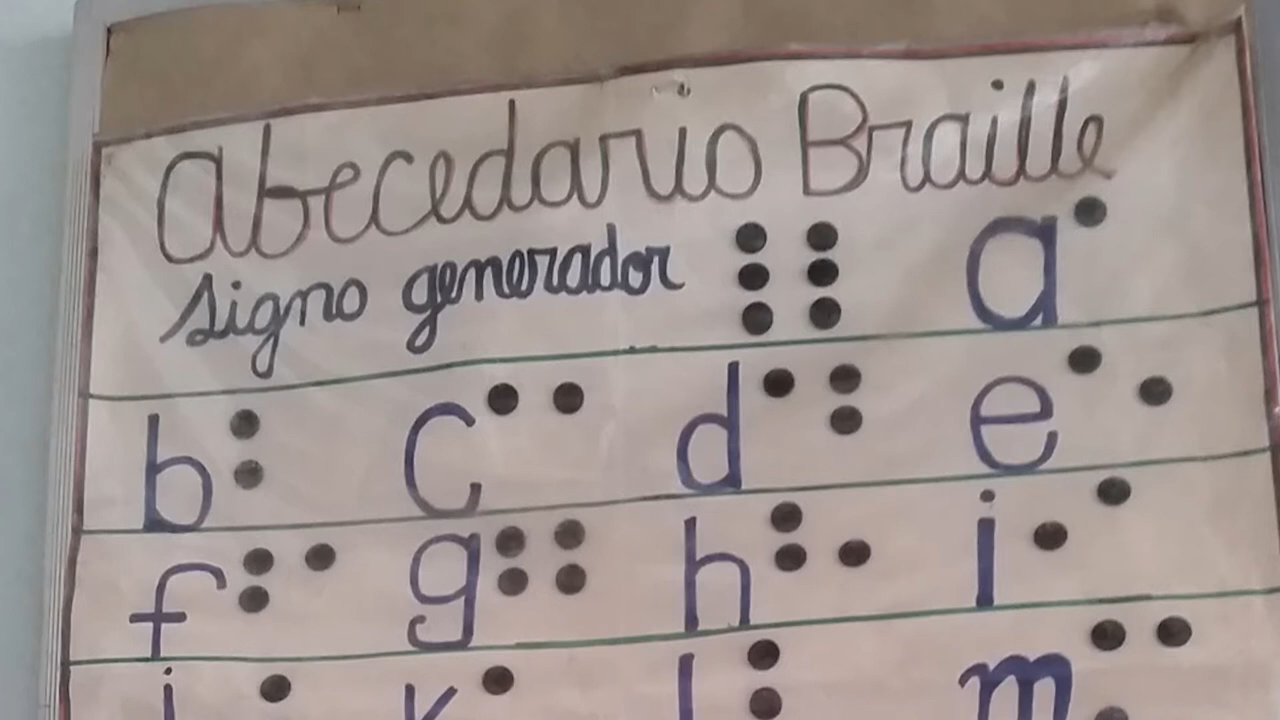 Abecedario Braille
signo generador ⠿ a ⠁
b ⠃ c ⠉ d ⠙ e ⠑
f ⠋ g ⠛ h ⠓ i ⠊
j k l m